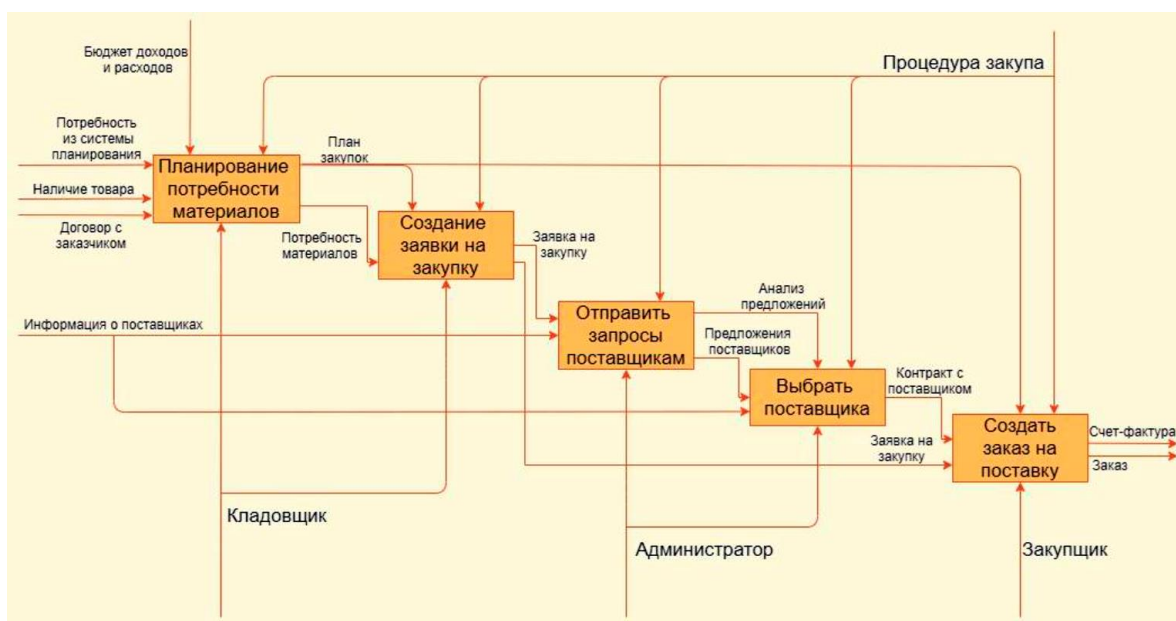 Бюджет доходов
и расходов
Процедура закупа
Потребность
из системы
планирования
План
закупок
Планирование
потребности
материалов
Наличие товара
Договор с
заказчиком
Потребность
материалов
Создание
заявки на
закупку
Заявка на
закупку
Информация о поставщиках
Отправить
запросы
поставщикам
Анализ
предложений
Предложения
поставщиков
Выбрать
поставщика
Контракт с
поставщиком
Заявка на
закупку
Создать
заказ на
поставку
Счет-фактура
Заказ
Кладовщик
Администратор
Закупщик